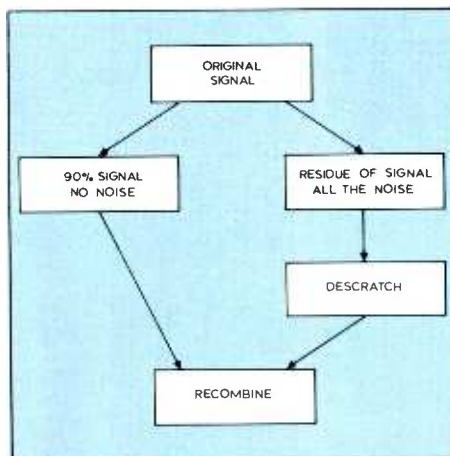 ORIGINAL
SIGNAL
90% SIGNAL
NO NOISE
RESIDUE OF SIGNAL
ALL THE NOISE
DESCRATCH
RECOMBINE